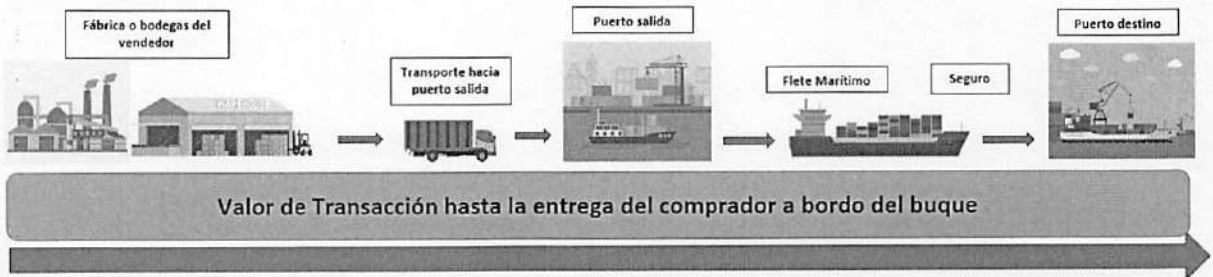 Fábrica o bodegas del
vendedor
Transporte hacia
puerto salida
Puerto salida
Flete Marítimo
Seguro
Puerto destino
Valor de Transacción hasta la entrega del comprador a bordo del buque